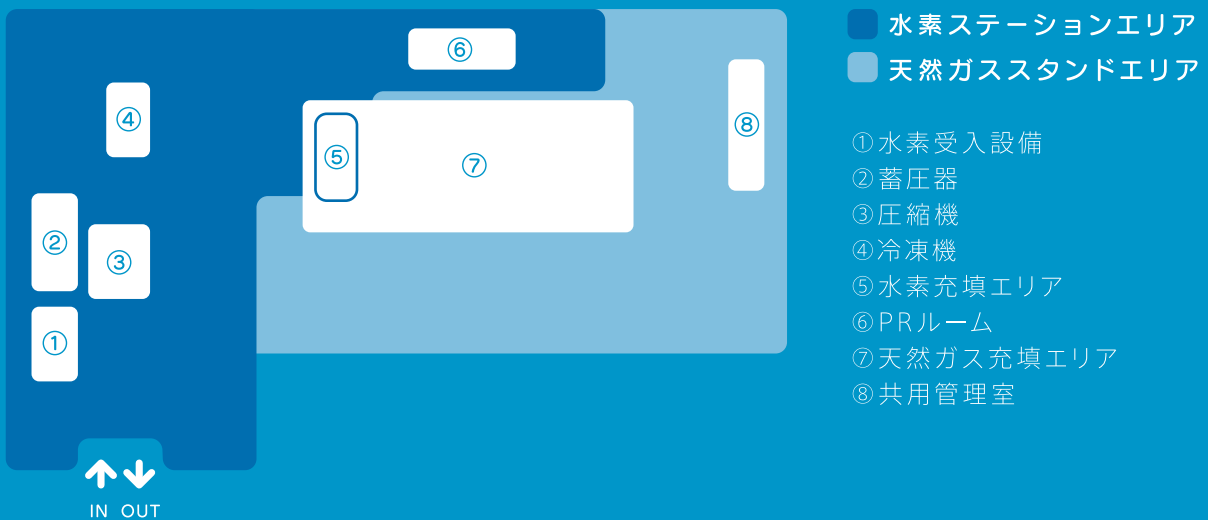 水素ステーションエリア
天然ガススタンドエリア
①水素受入設備
②蓄圧器
③圧縮機
④冷凍機
⑤水素充填エリア
⑥PRルーム
⑦天然ガス充填エリア
⑧共用管理室
⑥
④
⑧
⑤
⑦
②
③
①
IN OUT